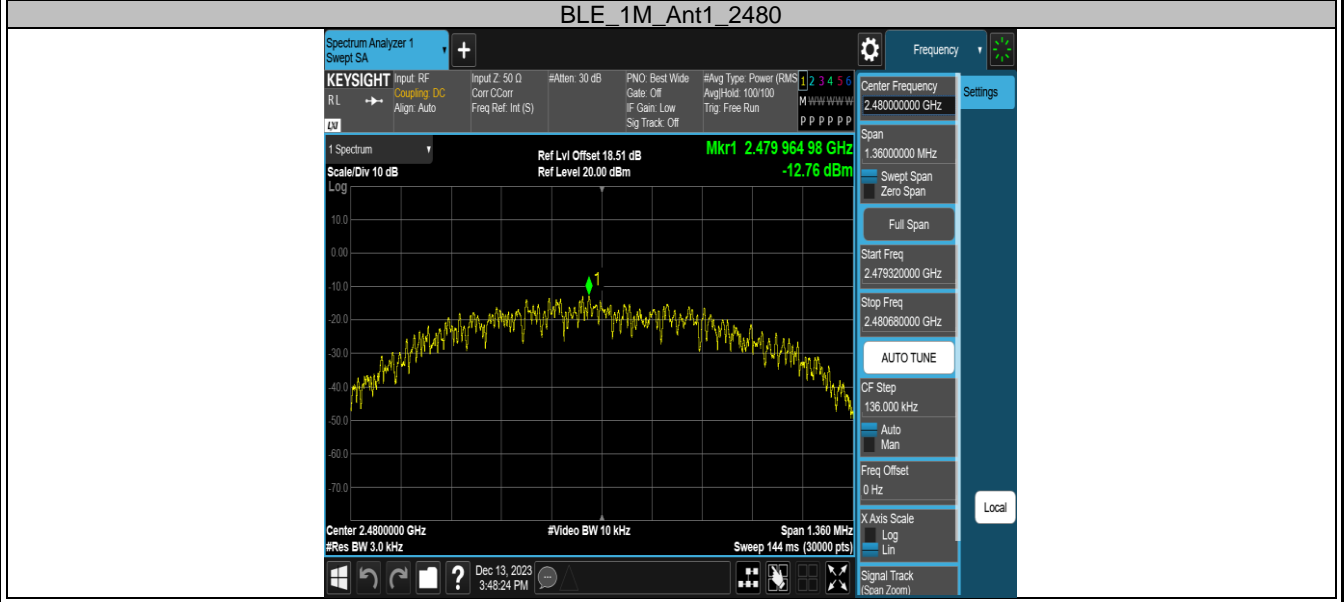 BLE_1M_Ant1_2480
Spectrum Analyzer 1
Swept SA
Frequency
KEYSIGHT
RL
LXI
Input: RF
Coupling: DC
Align: Auto
Input Z: 50 Ω
Corr CCorr
Freq Ref: Int (S)
#Atten: 30 dB
PNO: Best Wide
Gate: Off
IF Gain: Low
Sig Track: Off
#Avg Type: Power (RMS
Avg|Hold: 100/100
Trig: Free Run
1 2 3 4 5 6
M W W W W W
P P P P P P
1 Spectrum
Scale/Div 10 dB
Log
Ref Lvl Offset 18.51 dB
Ref Level 20.00 dBm
Mkr1 2.479 964 98 GHz
-12.76 dBm
10.0
0.00
-10.0
-20.0
-30.0
-40.0
-50.0
-60.0
-70.0
1
Center 2.4800000 GHz
#Res BW 3.0 kHz
#Video BW 10 kHz
Span 1.360 MHz
Sweep 144 ms (30000 pts)
Center Frequency
2.480000000 GHz
Span
1.36000000 MHz
Swept Span
Zero Span
Full Span
Start Freq
2.479320000 GHz
Stop Freq
2.480680000 GHz
AUTO TUNE
CF Step
136.000 kHz
Auto
Man
Freq Offset
0 Hz
X Axis Scale
Log
Lin
Signal Track
(Span Zoom)
Settings
Local
?
Dec 13, 2023
3:48:24 PM